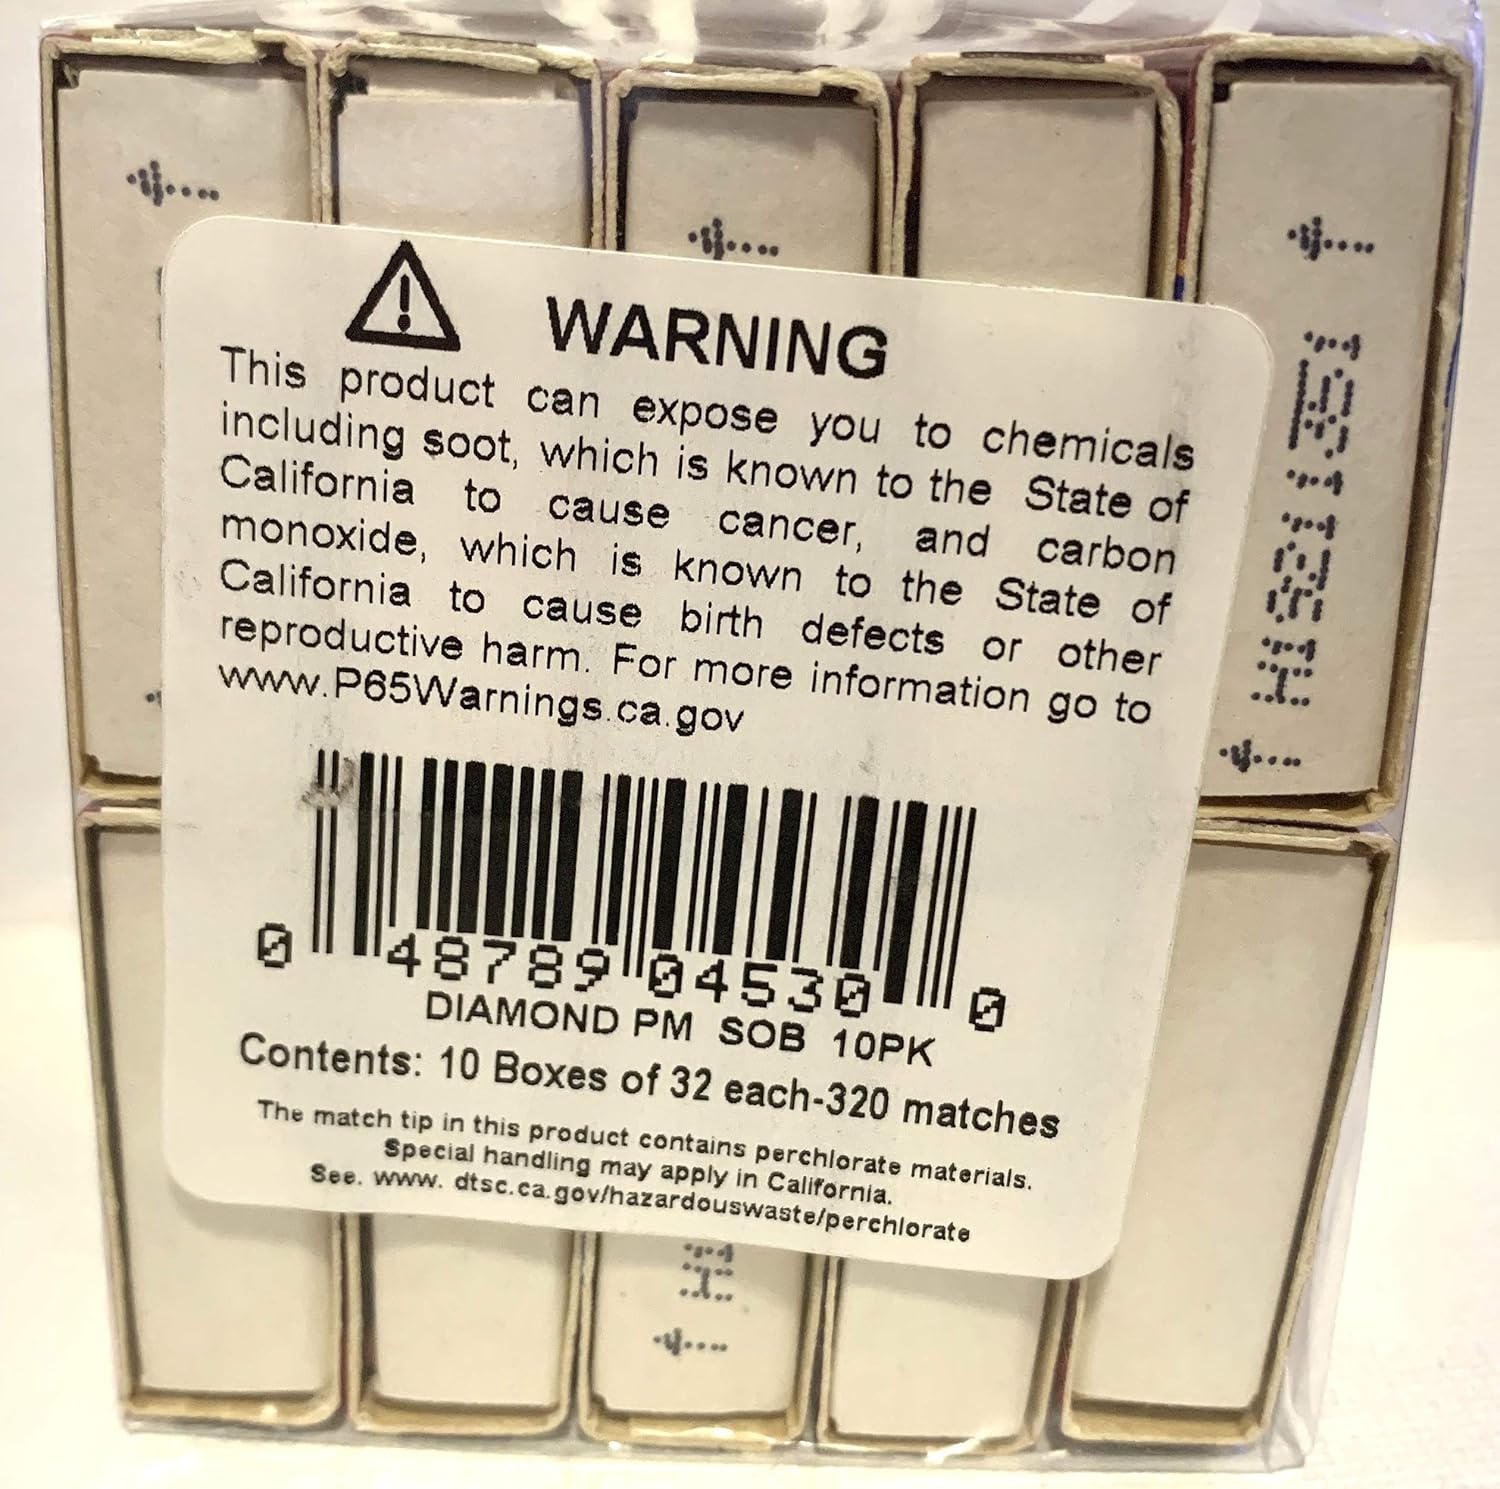 WARNING
This product can expose you to chemicals
including soot, which is known to the State of
California to cause cancer, and carbon
monoxide, which is known to the State of
California to cause birth defects or other
reproductive harm. For more information go to
www.P65Warnings.ca.gov
0 48789 04530 0
DIAMOND PM SOB 10PK
Contents: 10 Boxes of 32 each-320 matches
The match tip in this product contains perchlorate materials.
Special handling may apply in California.
See. www. dtsc.ca.gov/hazardouswaste/perchlorate